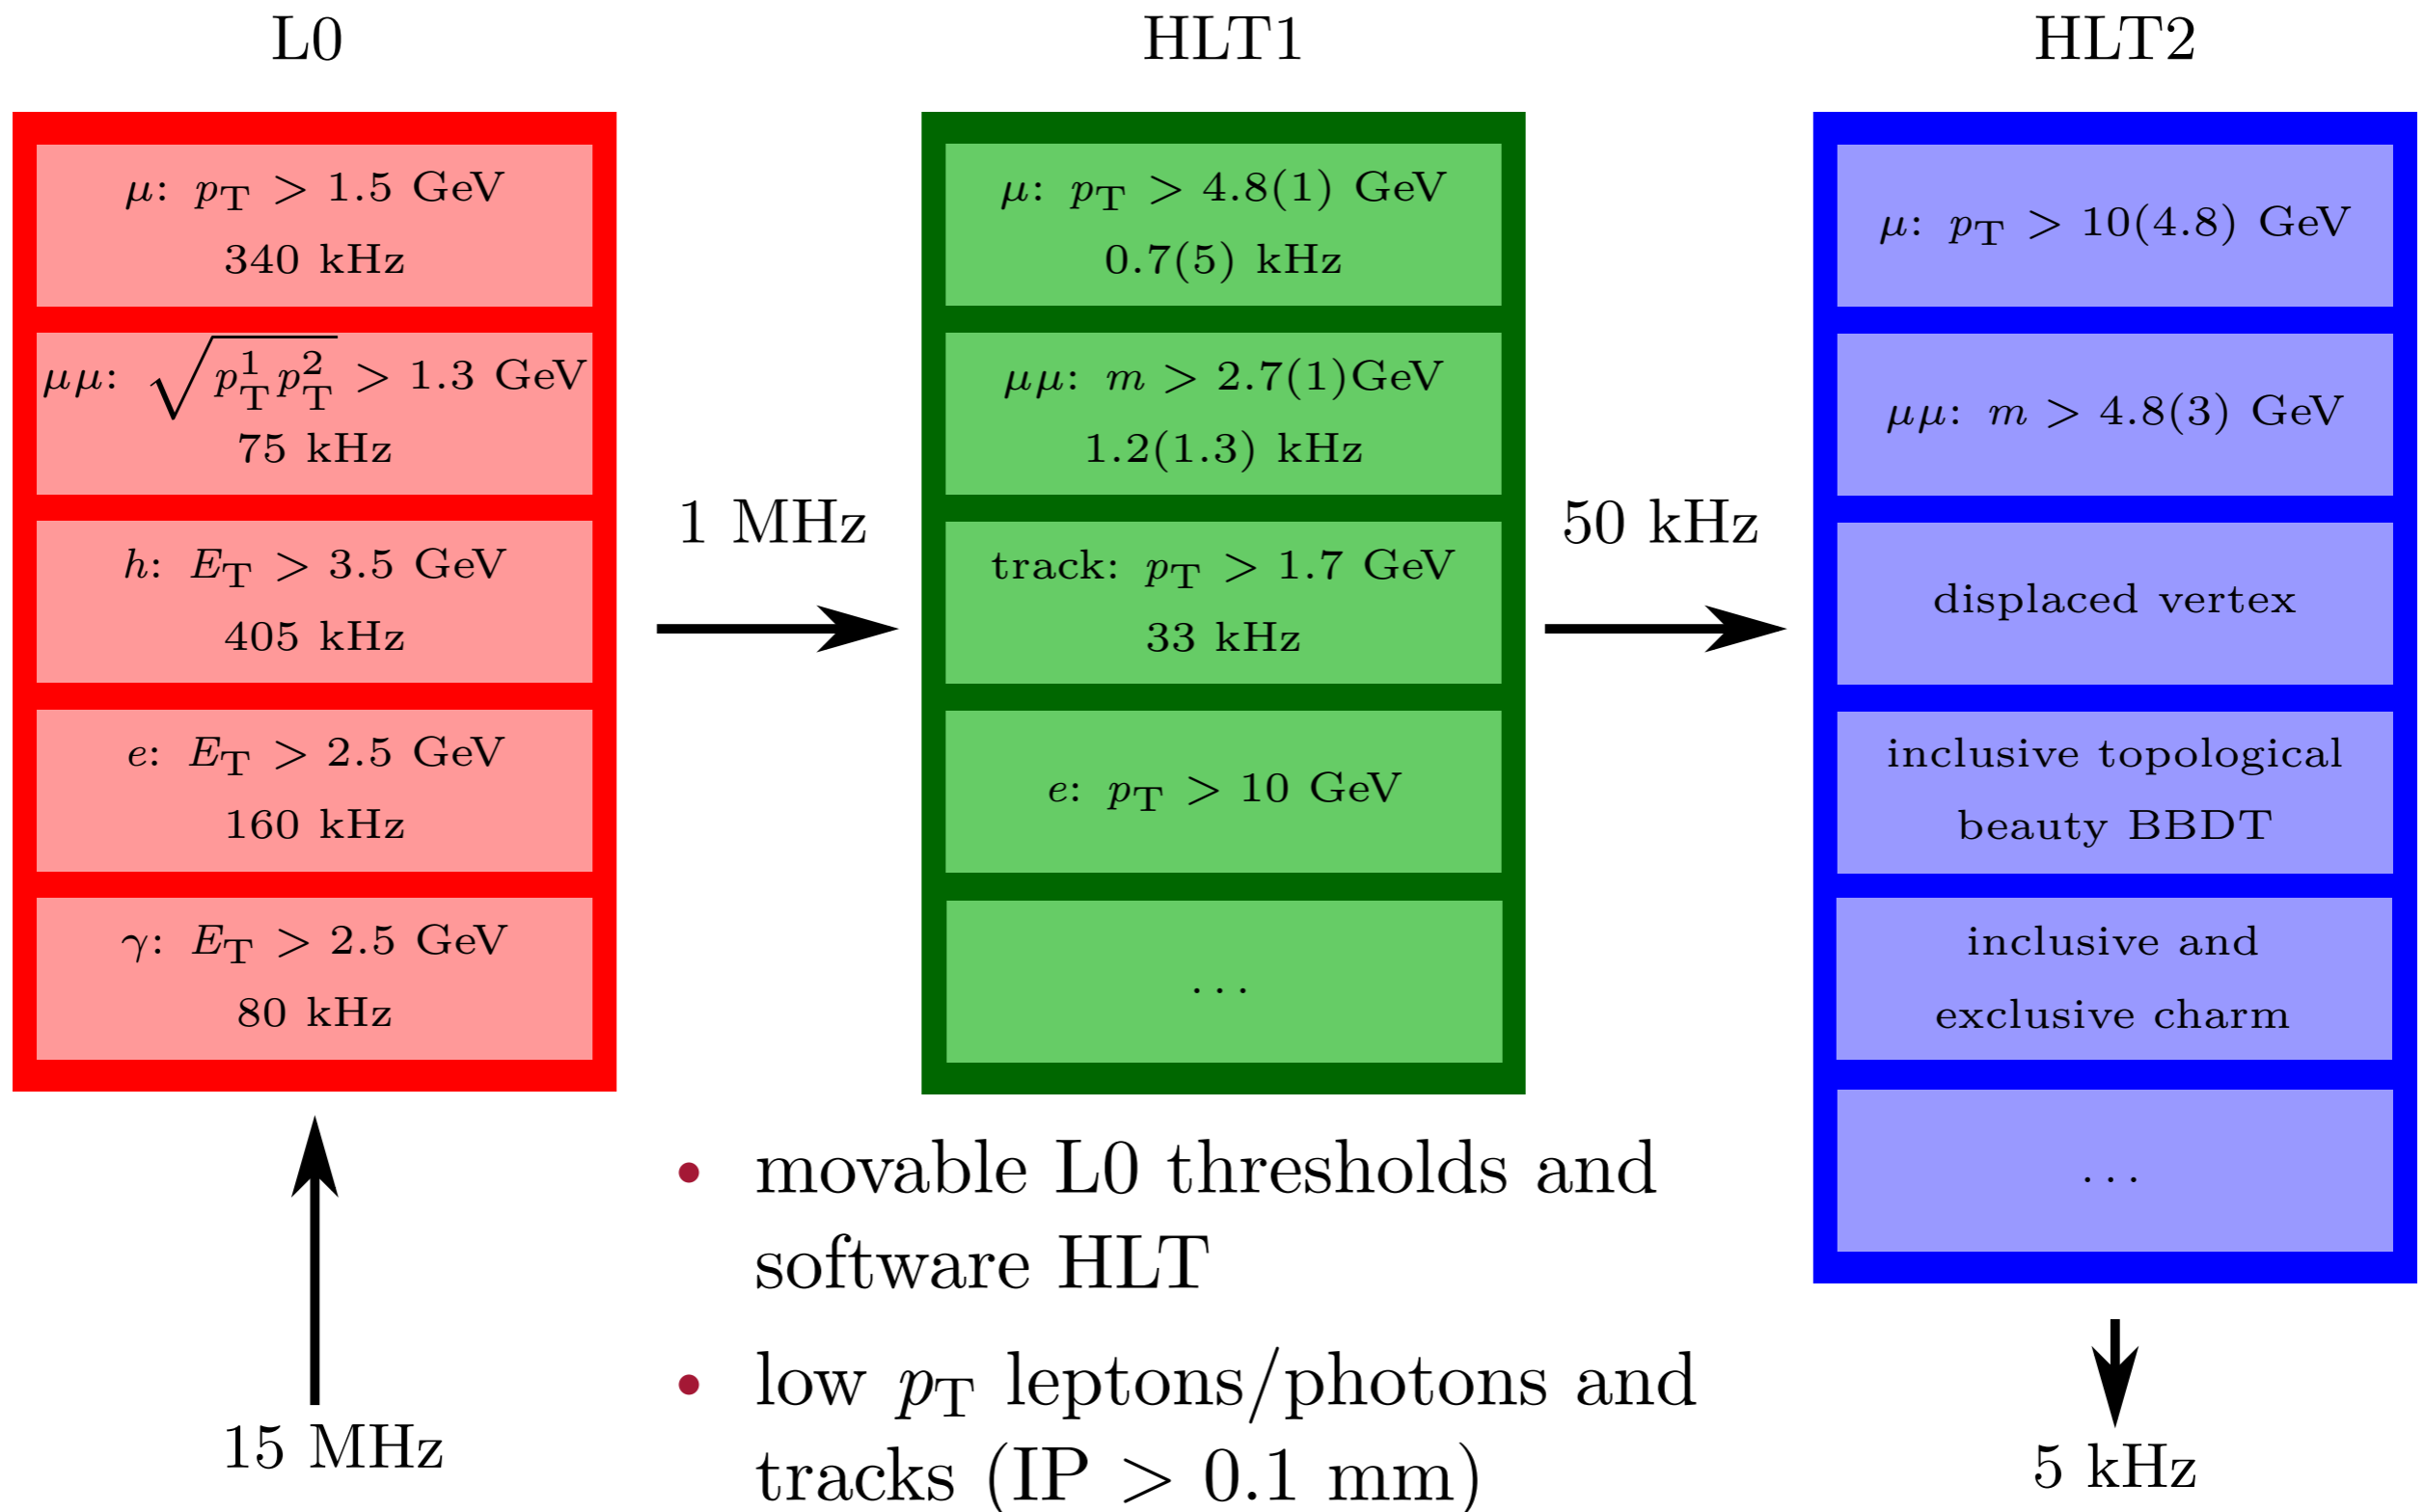 L0
μ: pT > 1.5 GeV
340 kHz
μμ: √(p¹T p²T) > 1.3 GeV
75 kHz
h: ET > 3.5 GeV
405 kHz
e: ET > 2.5 GeV
160 kHz
γ: ET > 2.5 GeV
80 kHz
15 MHz
1 MHz
HLT1
μ: pT > 4.8(1) GeV
0.7(5) kHz
μμ: m > 2.7(1)GeV
1.2(1.3) kHz
track: pT > 1.7 GeV
33 kHz
e: pT > 10 GeV
...
50 kHz
HLT2
μ: pT > 10(4.8) GeV
μμ: m > 4.8(3) GeV
displaced vertex
inclusive topological
beauty BBDT
inclusive and
exclusive charm
...
5 kHz
• movable L0 thresholds and
software HLT
• low pT leptons/photons and
tracks (IP > 0.1 mm)